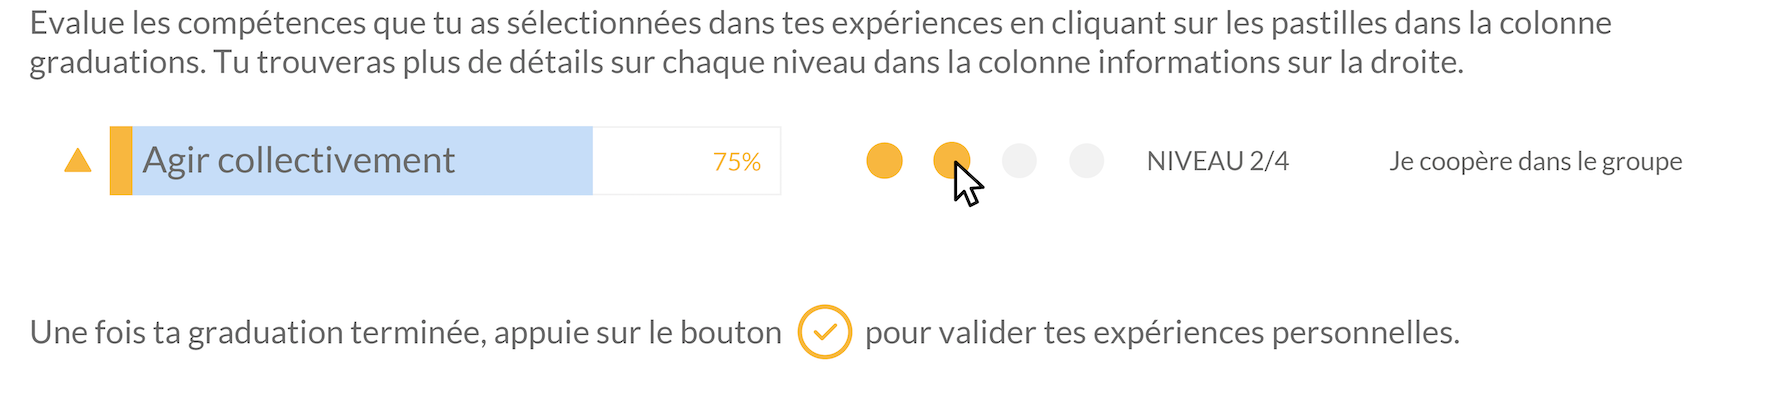 Evalue les compétences que tu as sélectionnées dans tes expériences en cliquant sur les pastilles dans la colonne
graduations. Tu trouveras plus de détails sur chaque niveau dans la colonne informations sur la droite.
Agir collectivement 75% NIVEAU 2/4 Je coopère dans le groupe
Une fois ta graduation terminée, appuie sur le bouton pour valider tes expériences personnelles.